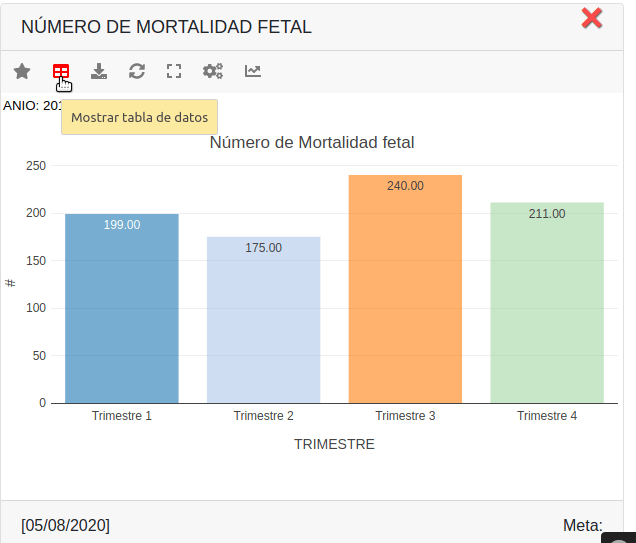 NÚMERO DE MORTALIDAD FETAL
ANIO:
Mostrar tabla de datos
Número de Mortalidad fetal
250
200
150
100
50
0
#
199.00
175.00
240.00
211.00
Trimestre 1
Trimestre 2
Trimestre 3
Trimestre 4
TRIMESTRE
[05/08/2020]
Meta: